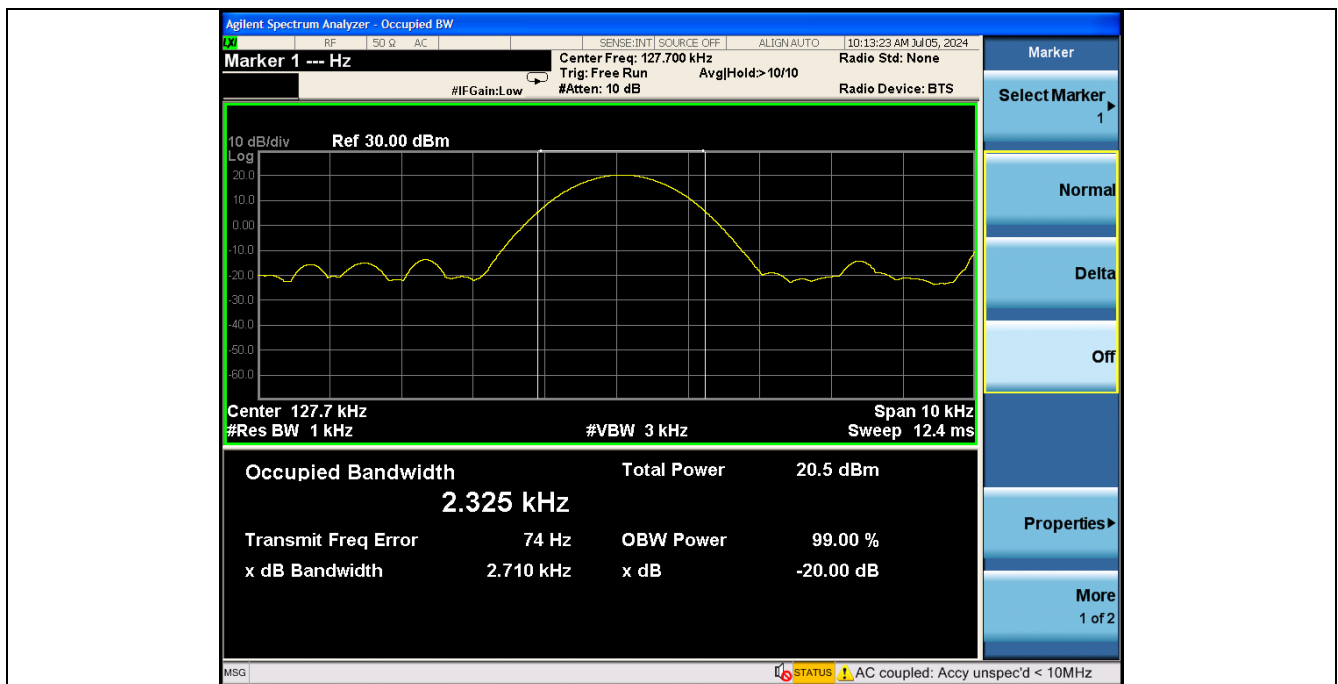 Agilent Spectrum Analyzer - Occupied BW
LXI RF 50 Ω AC SENSE:INT SOURCE OFF ALIGN AUTO 10:13:23 AM Jul 05, 2024
Marker 1 --- Hz
Center Freq: 127.700 kHz Radio Std: None
Trig: Free Run Avg|Hold:>10/10
#IFGain:Low #Atten: 10 dB Radio Device: BTS
10 dB/div Ref 30.00 dBm
Log
20.0
10.0
0.00
-10.0
-20.0
-30.0
-40.0
-50.0
-60.0
Center 127.7 kHz Span 10 kHz
#Res BW 1 kHz #VBW 3 kHz Sweep 12.4 ms
Occupied Bandwidth Total Power 20.5 dBm
2.325 kHz
Transmit Freq Error 74 Hz OBW Power 99.00 %
x dB Bandwidth 2.710 kHz x dB -20.00 dB
Marker
Select Marker
1
Normal
Delta
Off
Properties
More
1 of 2
MSG STATUS AC coupled: Accy unspec'd < 10MHz